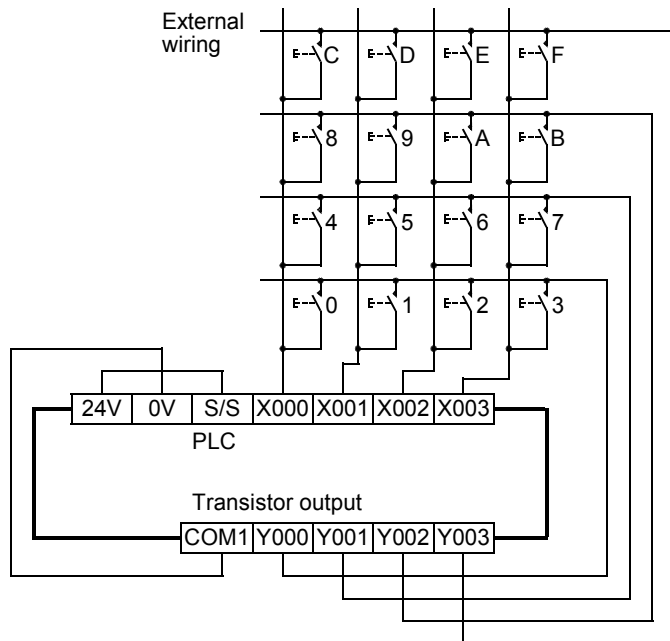 External
wiring
C D E F
8 9 A B
4 5 6 7
0 1 2 3
24V 0V S/S X000 X001 X002 X003
PLC
Transistor output
COM1 Y000 Y001 Y002 Y003